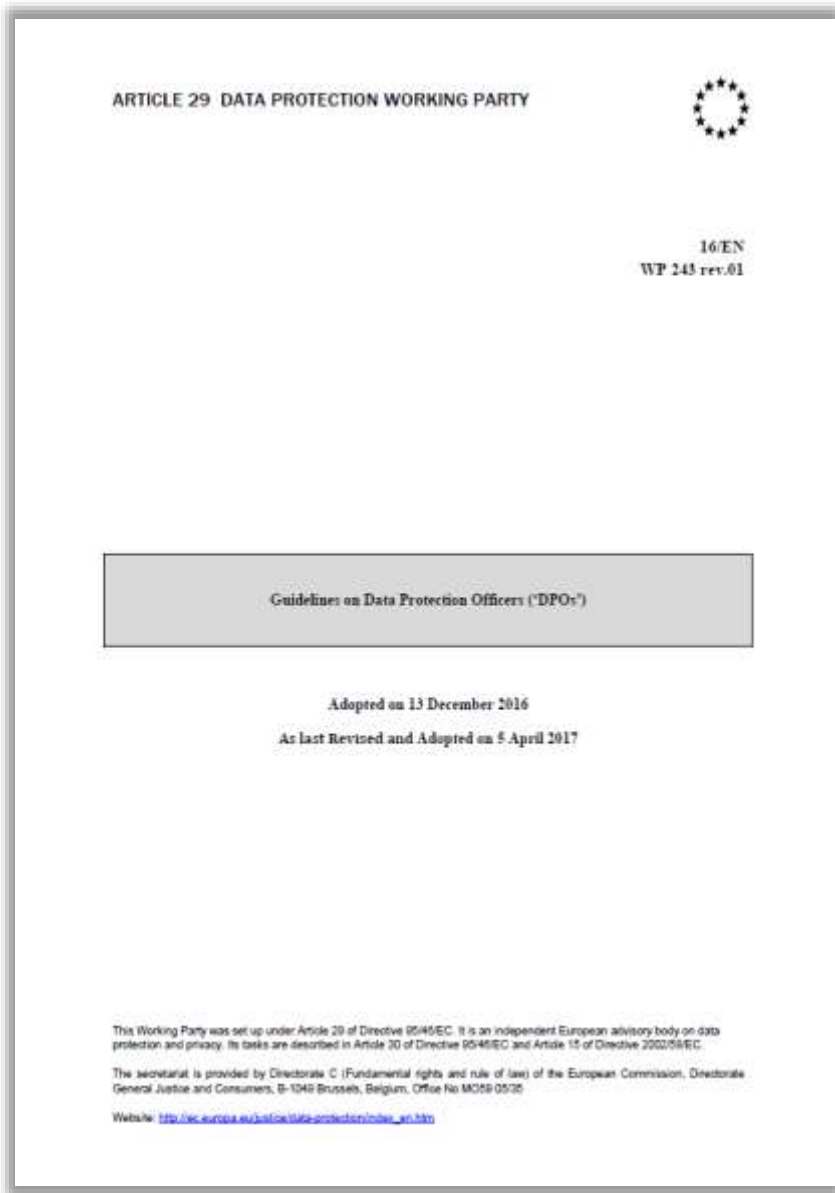 ARTICLE 29 DATA PROTECTION WORKING PARTY
16/EN
WP 243 rev.01
Guidelines on Data Protection Officers ('DPOs')
Adopted on 13 December 2016
As last Revised and Adopted on 5 April 2017
This Working Party was set up under Article 29 of Directive 95/46/EC. It is an independent European advisory body on data
protection and privacy. Its tasks are described in Article 30 of Directive 95/46/EC and Article 15 of Directive 2002/58/EC.
The secretariat is provided by Directorate C (Fundamental rights and rule of law) of the European Commission, Directorate
General Justice and Consumers, B-1049 Brussels, Belgium, Office No MO59 05/35
Website: http://ec.europa.eu/justice/data-protection/index_en.htm